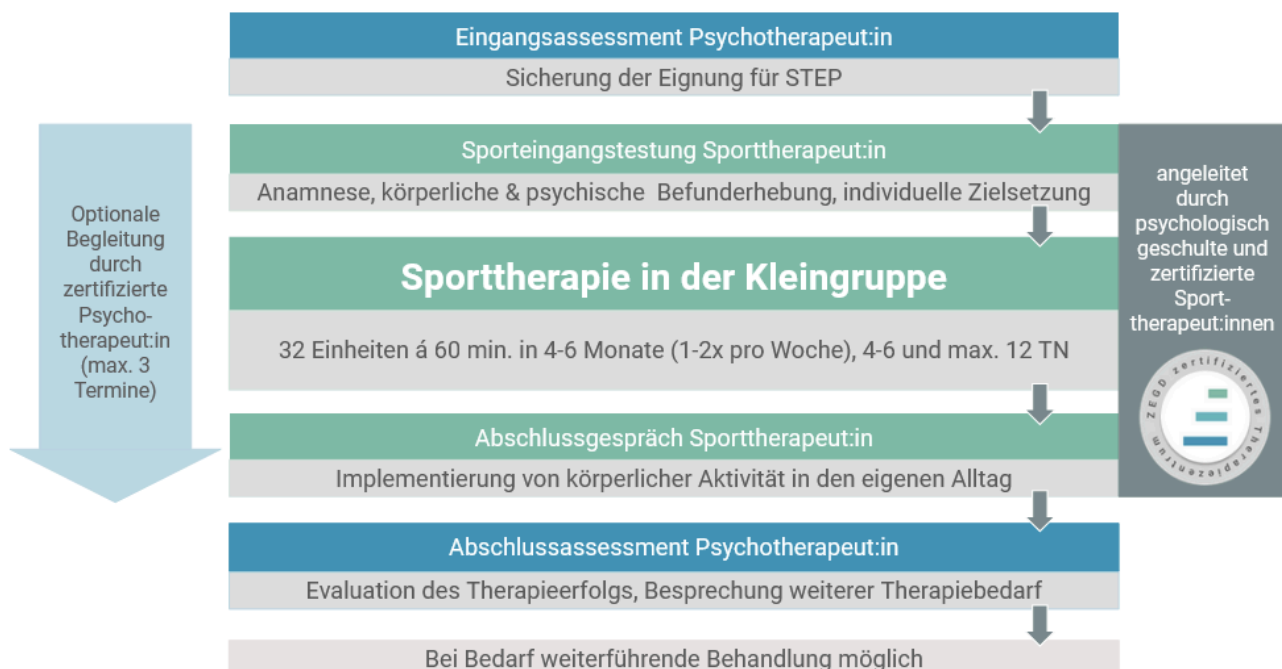 Eingangsassessment Psychotherapeut:in
Sicherung der Eignung für STEP
Sporteingangstestung Sporttherapeut:in
Anamnese, körperliche & psychische Befunderhebung, individuelle Zielsetzung
Sporttherapie in der Kleingruppe
32 Einheiten á 60 min. in 4-6 Monate (1-2x pro Woche), 4-6 und max. 12 TN
Abschlussgespräch Sporttherapeut:in
Implementierung von körperlicher Aktivität in den eigenen Alltag
Abschlussassessment Psychotherapeut:in
Evaluation des Therapieerfolgs, Besprechung weiterer Therapiebedarf
Bei Bedarf weiterführende Behandlung möglich
Optionale
Begleitung
durch
zertifizierte
Psycho-
therapeut:in
(max. 3
Termine)
angeleitet
durch
psychologisch
geschulte und
zertifizierte
Sport-
therapeut:innen
ZEGD zertifiziertes Therapiezentrum